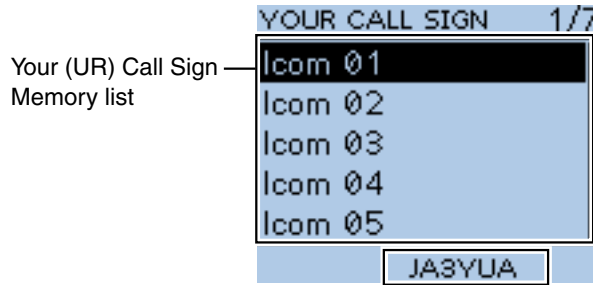 YOUR CALL SIGN 1/7
Your (UR) Call Sign
Memory list
Icom 01
Icom 02
Icom 03
Icom 04
Icom 05
JA3YUA